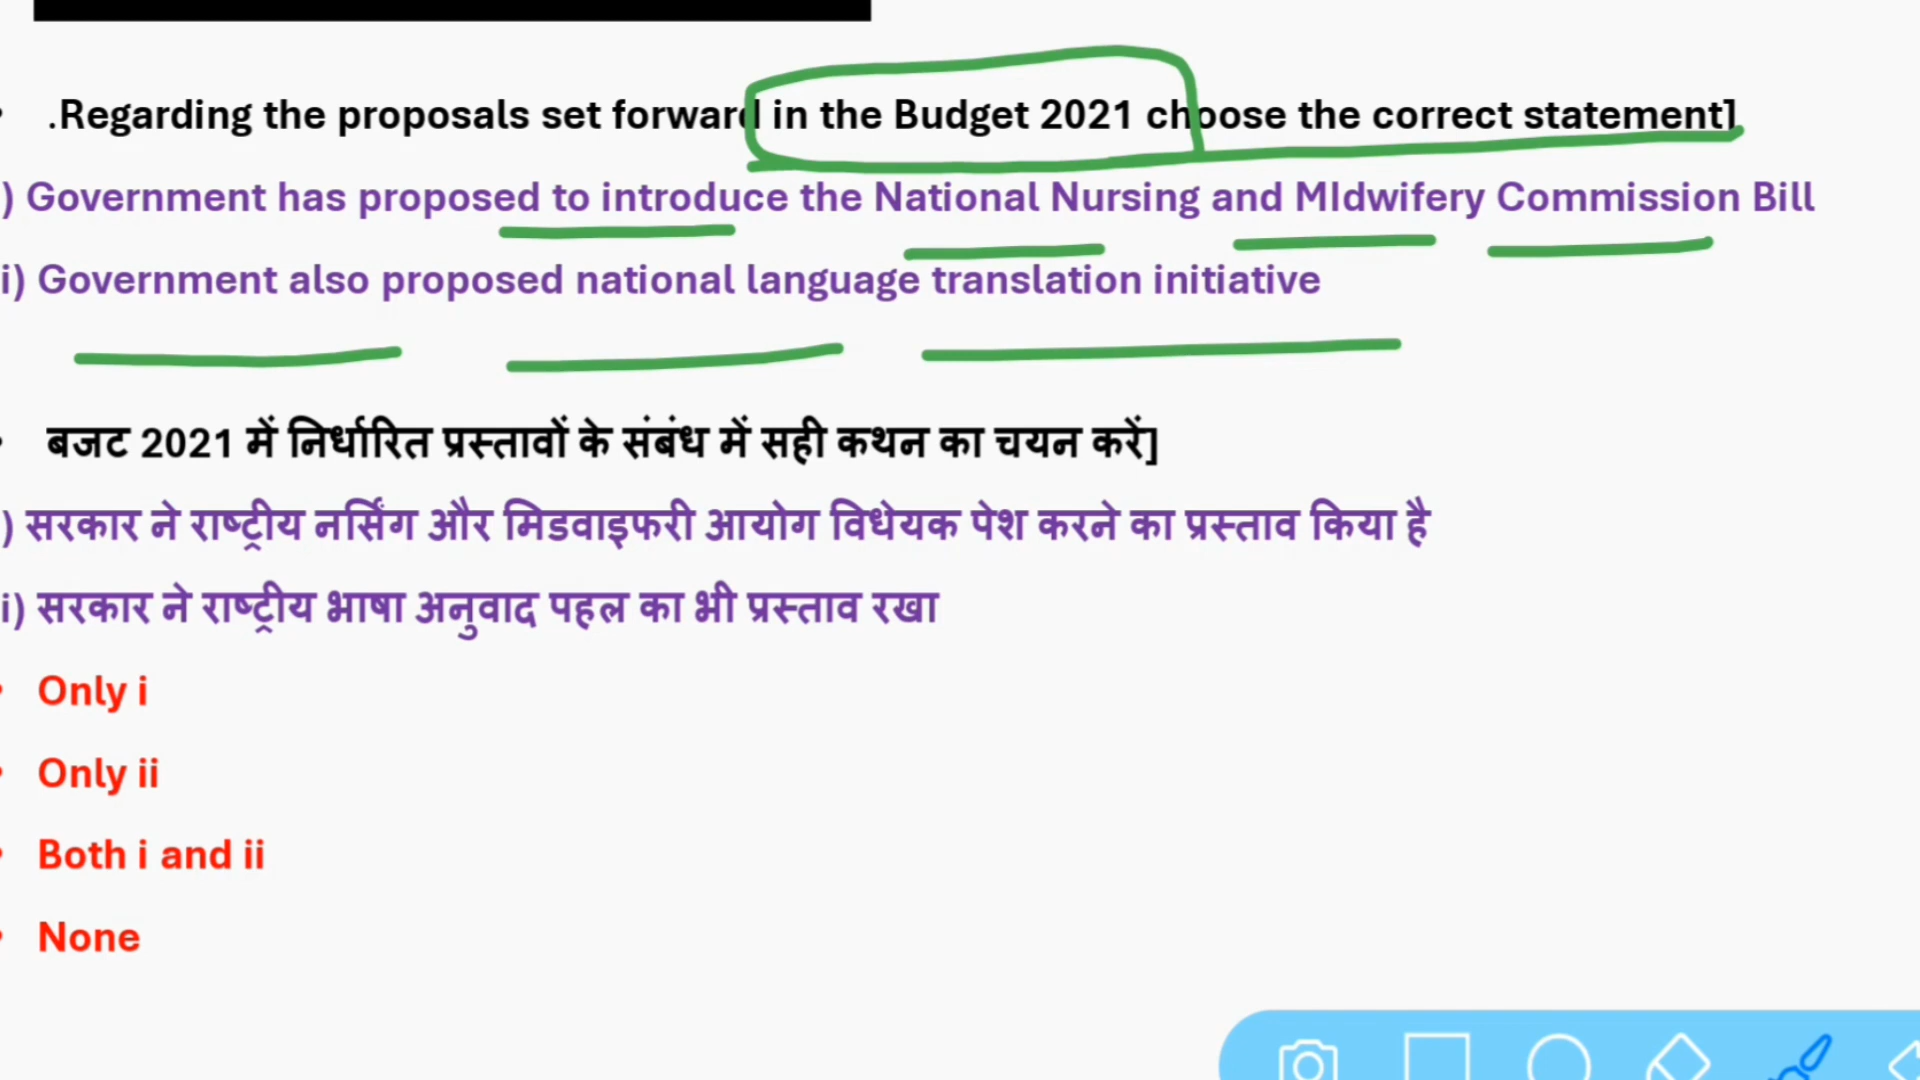 .Regarding the proposals set forward in the Budget 2021 choose the correct statement]
) Government has proposed to introduce the National Nursing and MIdwifery Commission Bill
i) Government also proposed national language translation initiative
बजट 2021 में निर्धारित प्रस्तावों के संबंध में सही कथन का चयन करें]
) सरकार ने राष्ट्रीय नर्सिंग और मिडवाइफरी आयोग विधेयक पेश करने का प्रस्ताव किया है
i) सरकार ने राष्ट्रीय भाषा अनुवाद पहल का भी प्रस्ताव रखा
Only i
Only ii
Both i and ii
None